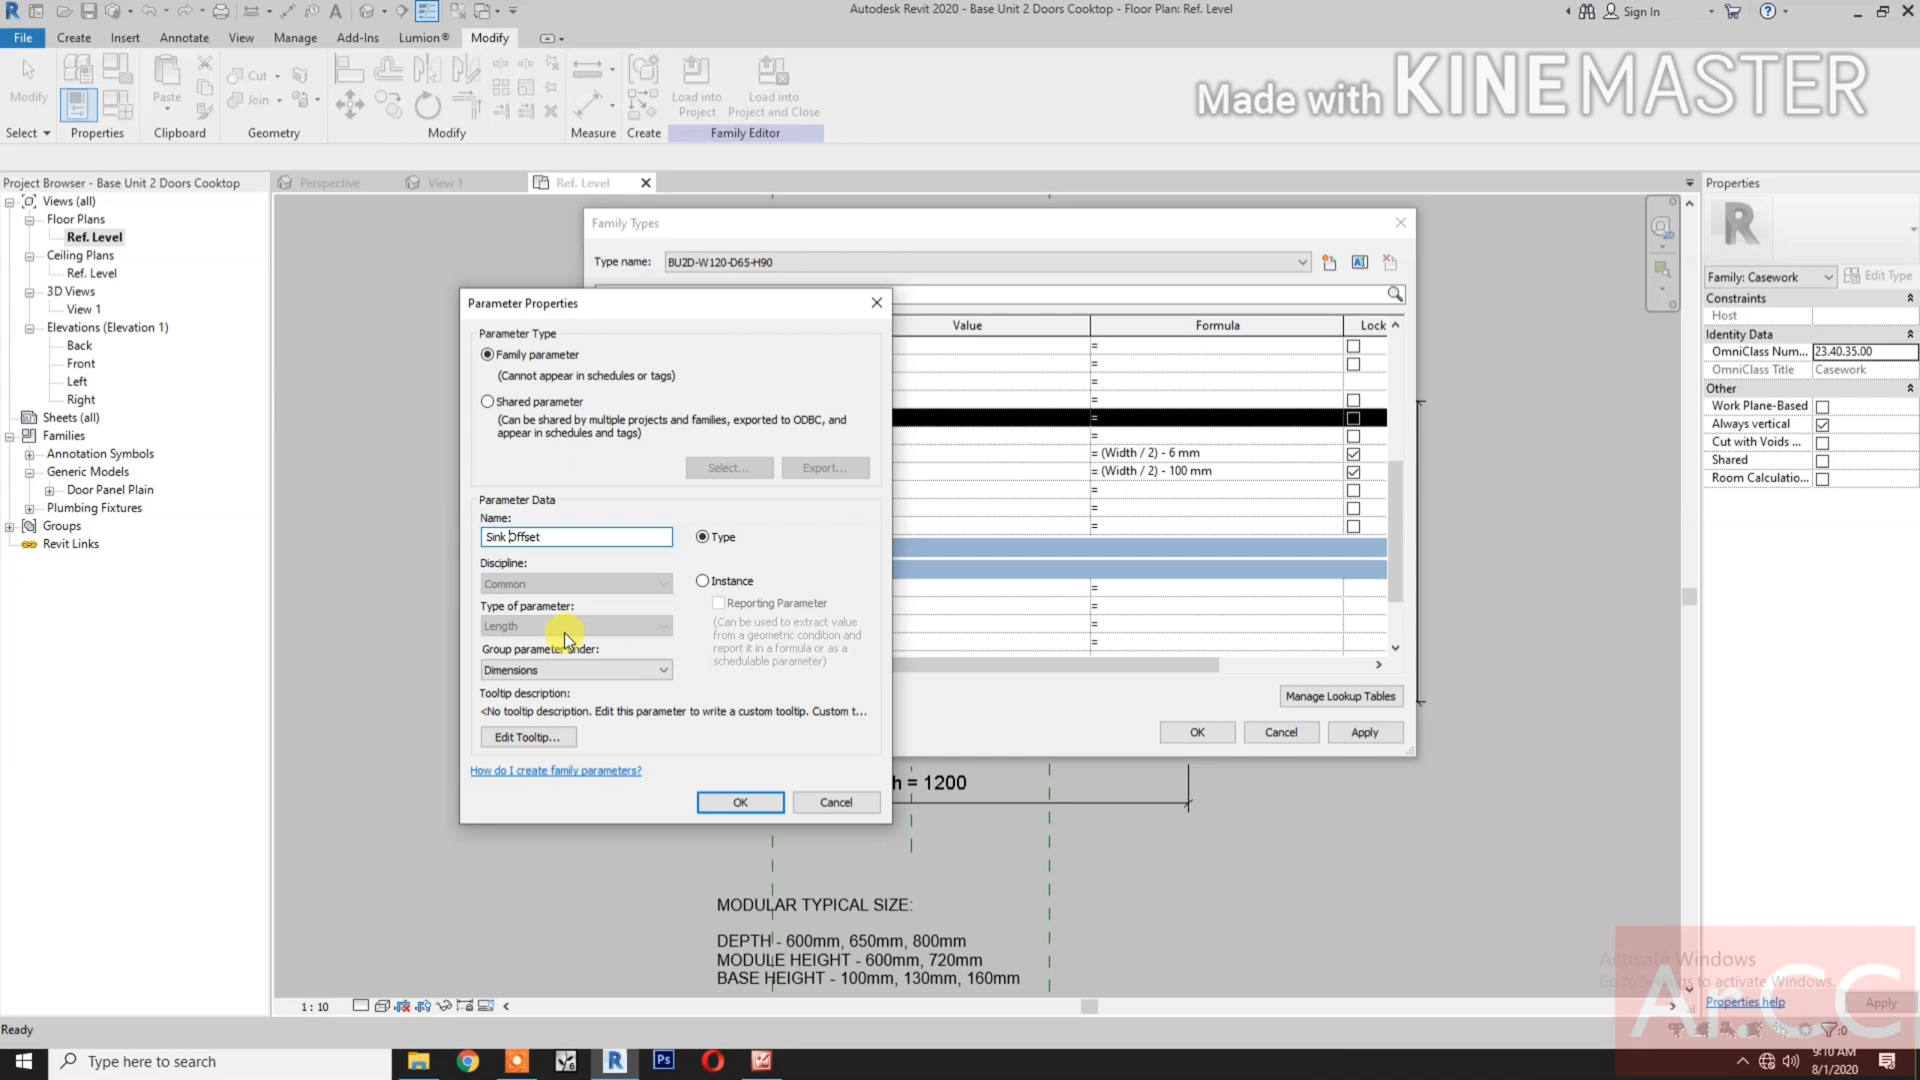 Autodesk Revit 2020 - Base Unit 2 Doors Cooktop - Floor Plan: Ref. Level
Sign In
File Create Insert Annotate View Manage Add-Ins Lumion® Modify
Made with KINEMASTER
Modify
Paste
Cut
Join
Load into Project
Load into Project and Close
Select Properties Clipboard Geometry Modify Measure Create Family Editor
Project Browser - Base Unit 2 Doors Cooktop
Views (all)
Floor Plans
Ref. Level
Ceiling Plans
Ref. Level
3D Views
View 1
Elevations (Elevation 1)
Back
Front
Left
Right
Sheets (all)
Families
Annotation Symbols
Generic Models
Door Panel Plain
Plumbing Fixtures
Groups
Revit Links
Perspective
View 1
Ref. Level
Family Types
Type name: BU2D-W120-D65-H90
Value Formula Lock
=
=
=
=
=
=
= (Width / 2) - 6 mm
= (Width / 2) - 100 mm
=
=
=
=
=
=
=
Manage Lookup Tables
OK Cancel Apply
Parameter Properties
Parameter Type
Family parameter
(Cannot appear in schedules or tags)
Shared parameter
(Can be shared by multiple projects and families, exported to ODBC, and
appear in schedules and tags)
Select... Export...
Parameter Data
Name:
Sink Offset
Type
Discipline:
Common
Instance
Type of parameter:
Reporting Parameter
Length
(Can be used to extract value
from a geometric condition and
report it in a formula or as a
schedulable parameter)
Group parameter under:
Dimensions
Tooltip description:
<No tooltip description. Edit this parameter to write a custom tooltip. Custom t...
Edit Tooltip...
How do I create family parameters?
OK Cancel
h = 1200
MODULAR TYPICAL SIZE:
DEPTH - 600mm, 650mm, 800mm
MODULE HEIGHT - 600mm, 720mm
BASE HEIGHT - 100mm, 130mm, 160mm
2D
Properties
R
Family: Casework
Edit Type
Constraints
Host
Identity Data
OmniClass Num... 23.40.35.00
OmniClass Title Casework
Other
Work Plane-Based
Always vertical
Cut with Voids ...
Shared
Room Calculatio...
Activate Windows
Go to Settings to activate Windows.
ArCC
Properties help
Apply
1 : 10
Ready
:0
Type here to search
Ps
9:10 AM
8/1/2020